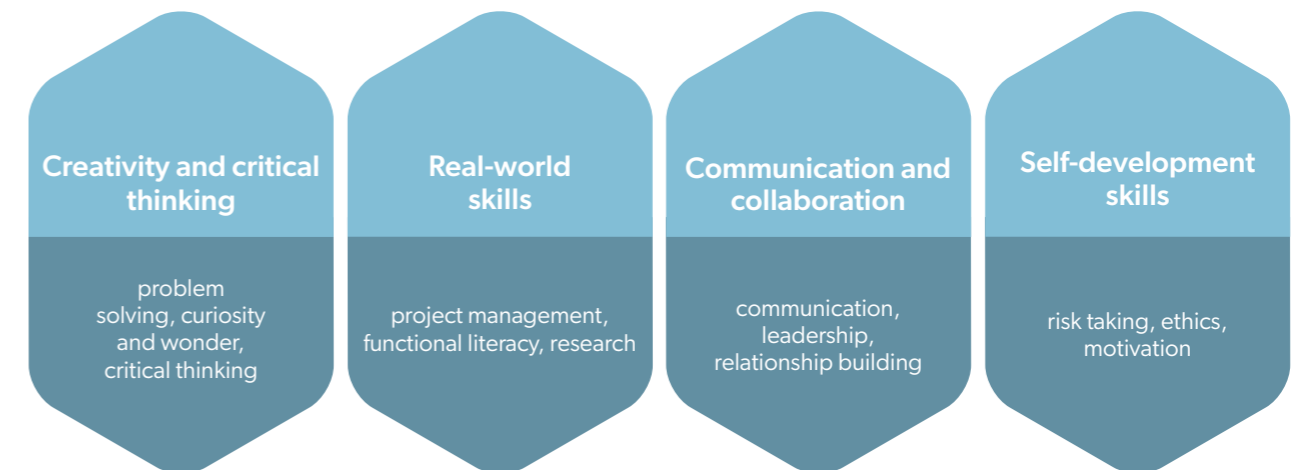 Creativity and critical
thinking
problem
solving, curiosity
and wonder,
critical thinking
Real-world
skills
project management,
functional literacy, research
Communication and
collaboration
communication,
leadership,
relationship building
Self-development
skills
risk taking, ethics,
motivation